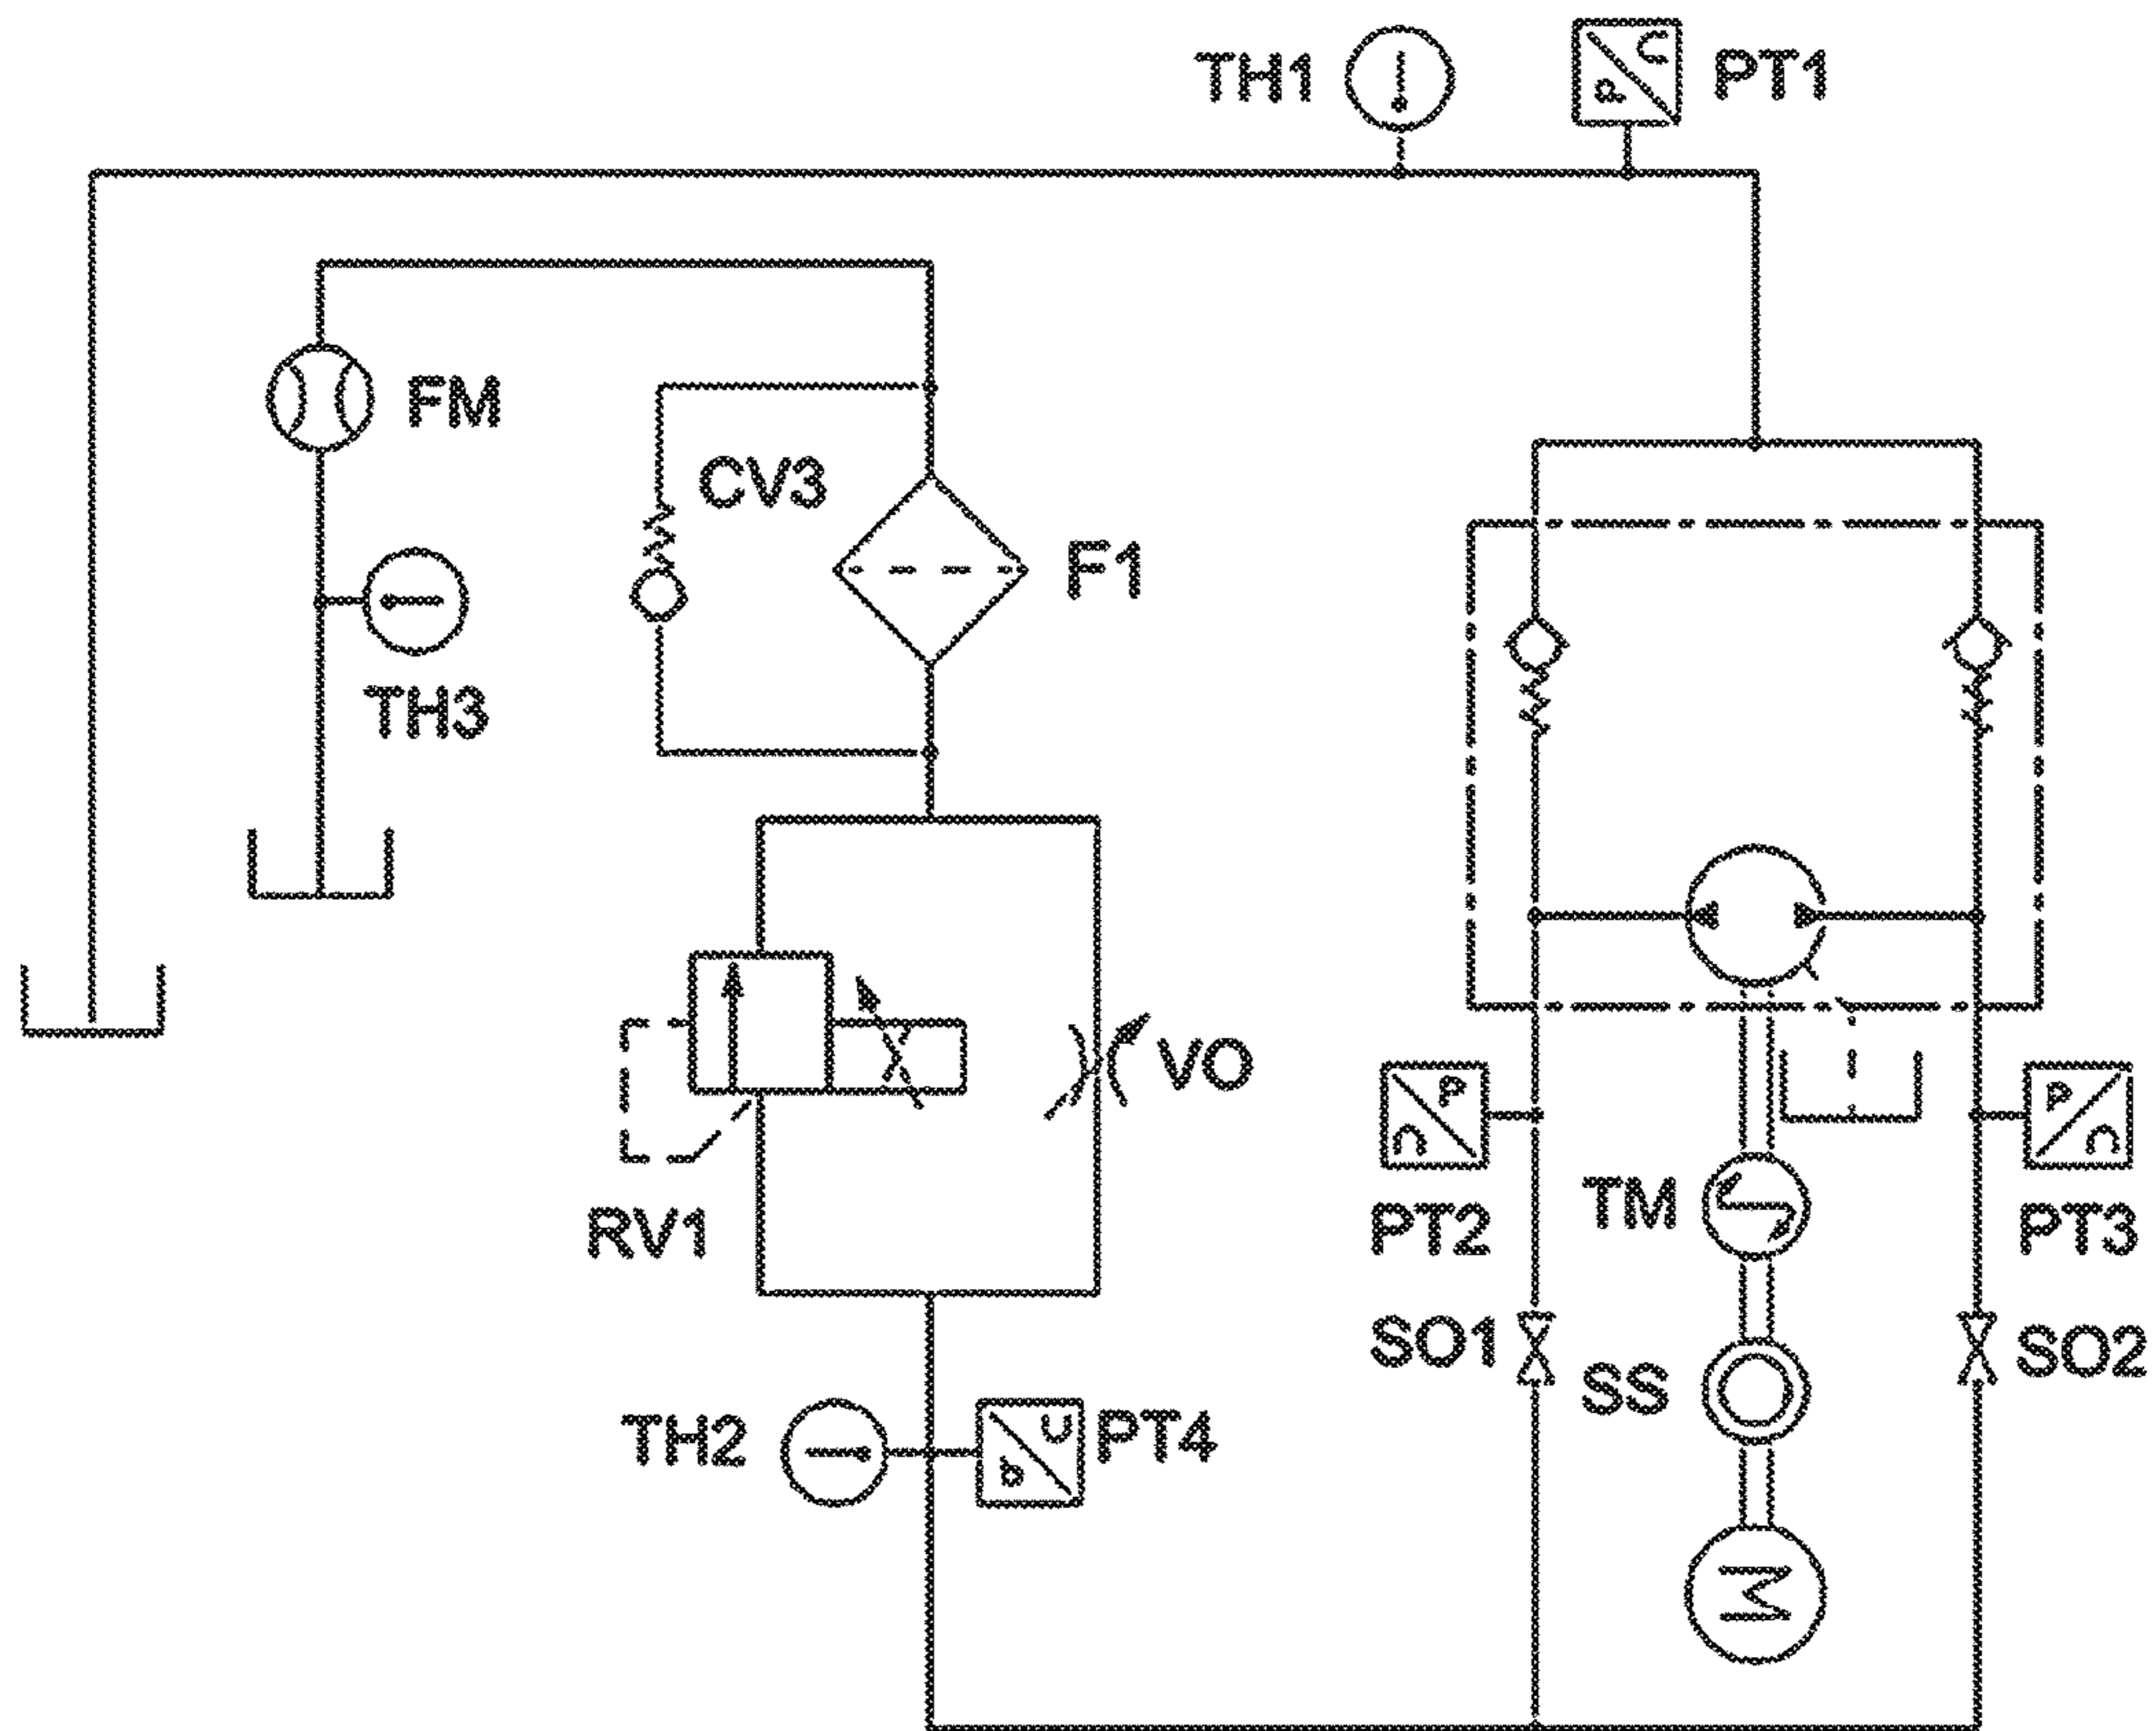 TH1
PT1
P
U
FM
CV3
F1
TH3
VO
RV1
P
U
P
U
PT2
TM
PT3
SO1
SS
SO2
TH2
P
U
PT4
M